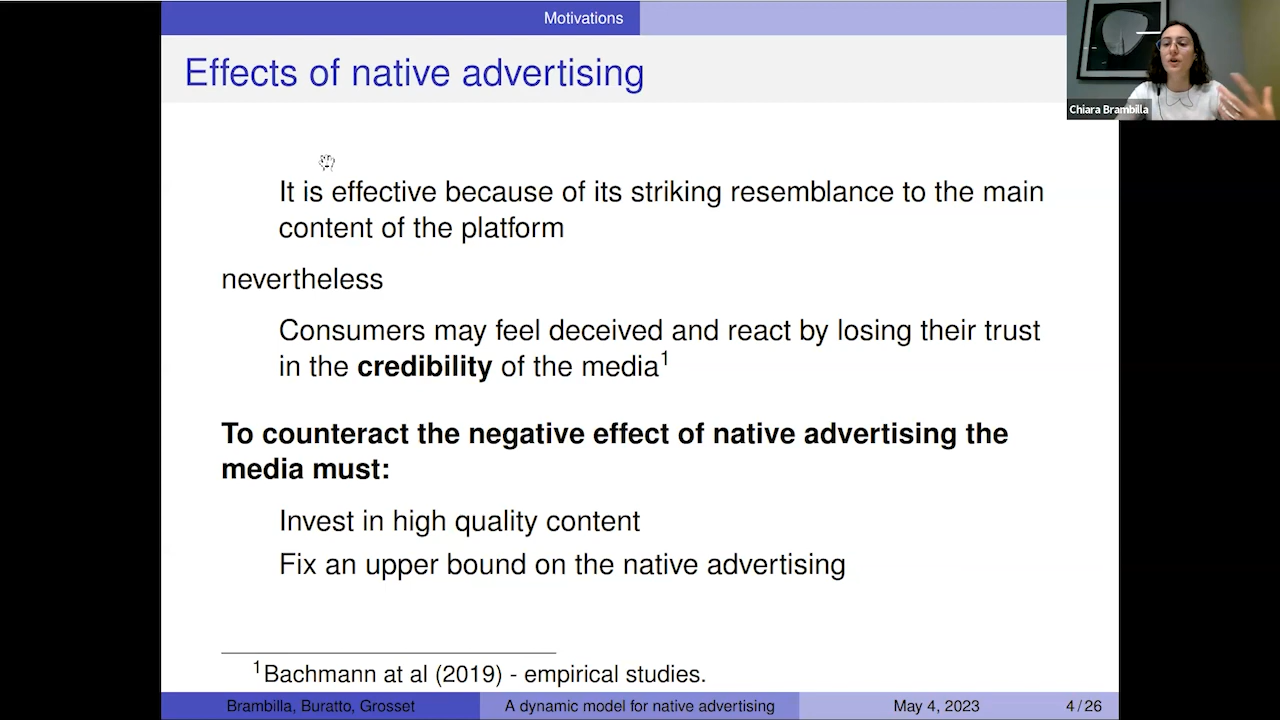 Motivations
Effects of native advertising
Chiara Brambilla
It is effective because of its striking resemblance to the main
content of the platform
nevertheless
Consumers may feel deceived and react by losing their trust
in the credibility of the media1
To counteract the negative effect of native advertising the
media must:
Invest in high quality content
Fix an upper bound on the native advertising
1Bachmann at al (2019) - empirical studies.
Brambilla, Buratto, Grosset A dynamic model for native advertising May 4, 2023 4 / 26